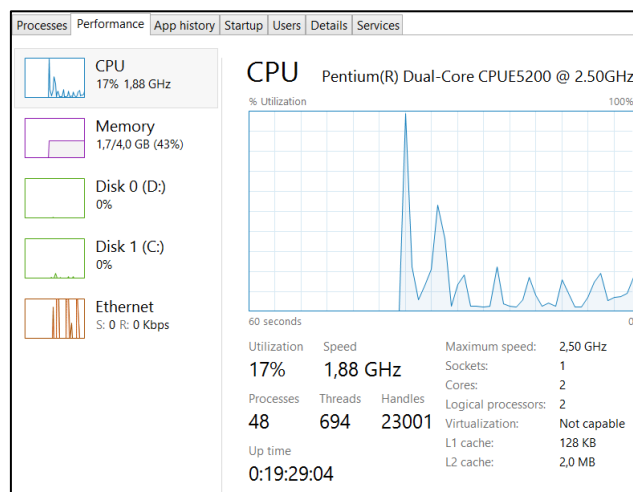 Processes Performance App history Startup Users Details Services
CPU
17% 1,88 GHz
Memory
1,7/4,0 GB (43%)
Disk 0 (D:)
0%
Disk 1 (C:)
0%
Ethernet
S: 0 R: 0 Kbps
CPU Pentium(R) Dual-Core CPUE5200 @ 2.50GHz
% Utilization 100%
60 seconds 0
Utilization Speed
17% 1,88 GHz
Processes Threads Handles
48 694 23001
Up time
0:19:29:04
Maximum speed: 2,50 GHz
Sockets: 1
Cores: 2
Logical processors: 2
Virtualization: Not capable
L1 cache: 128 KB
L2 cache: 2,0 MB